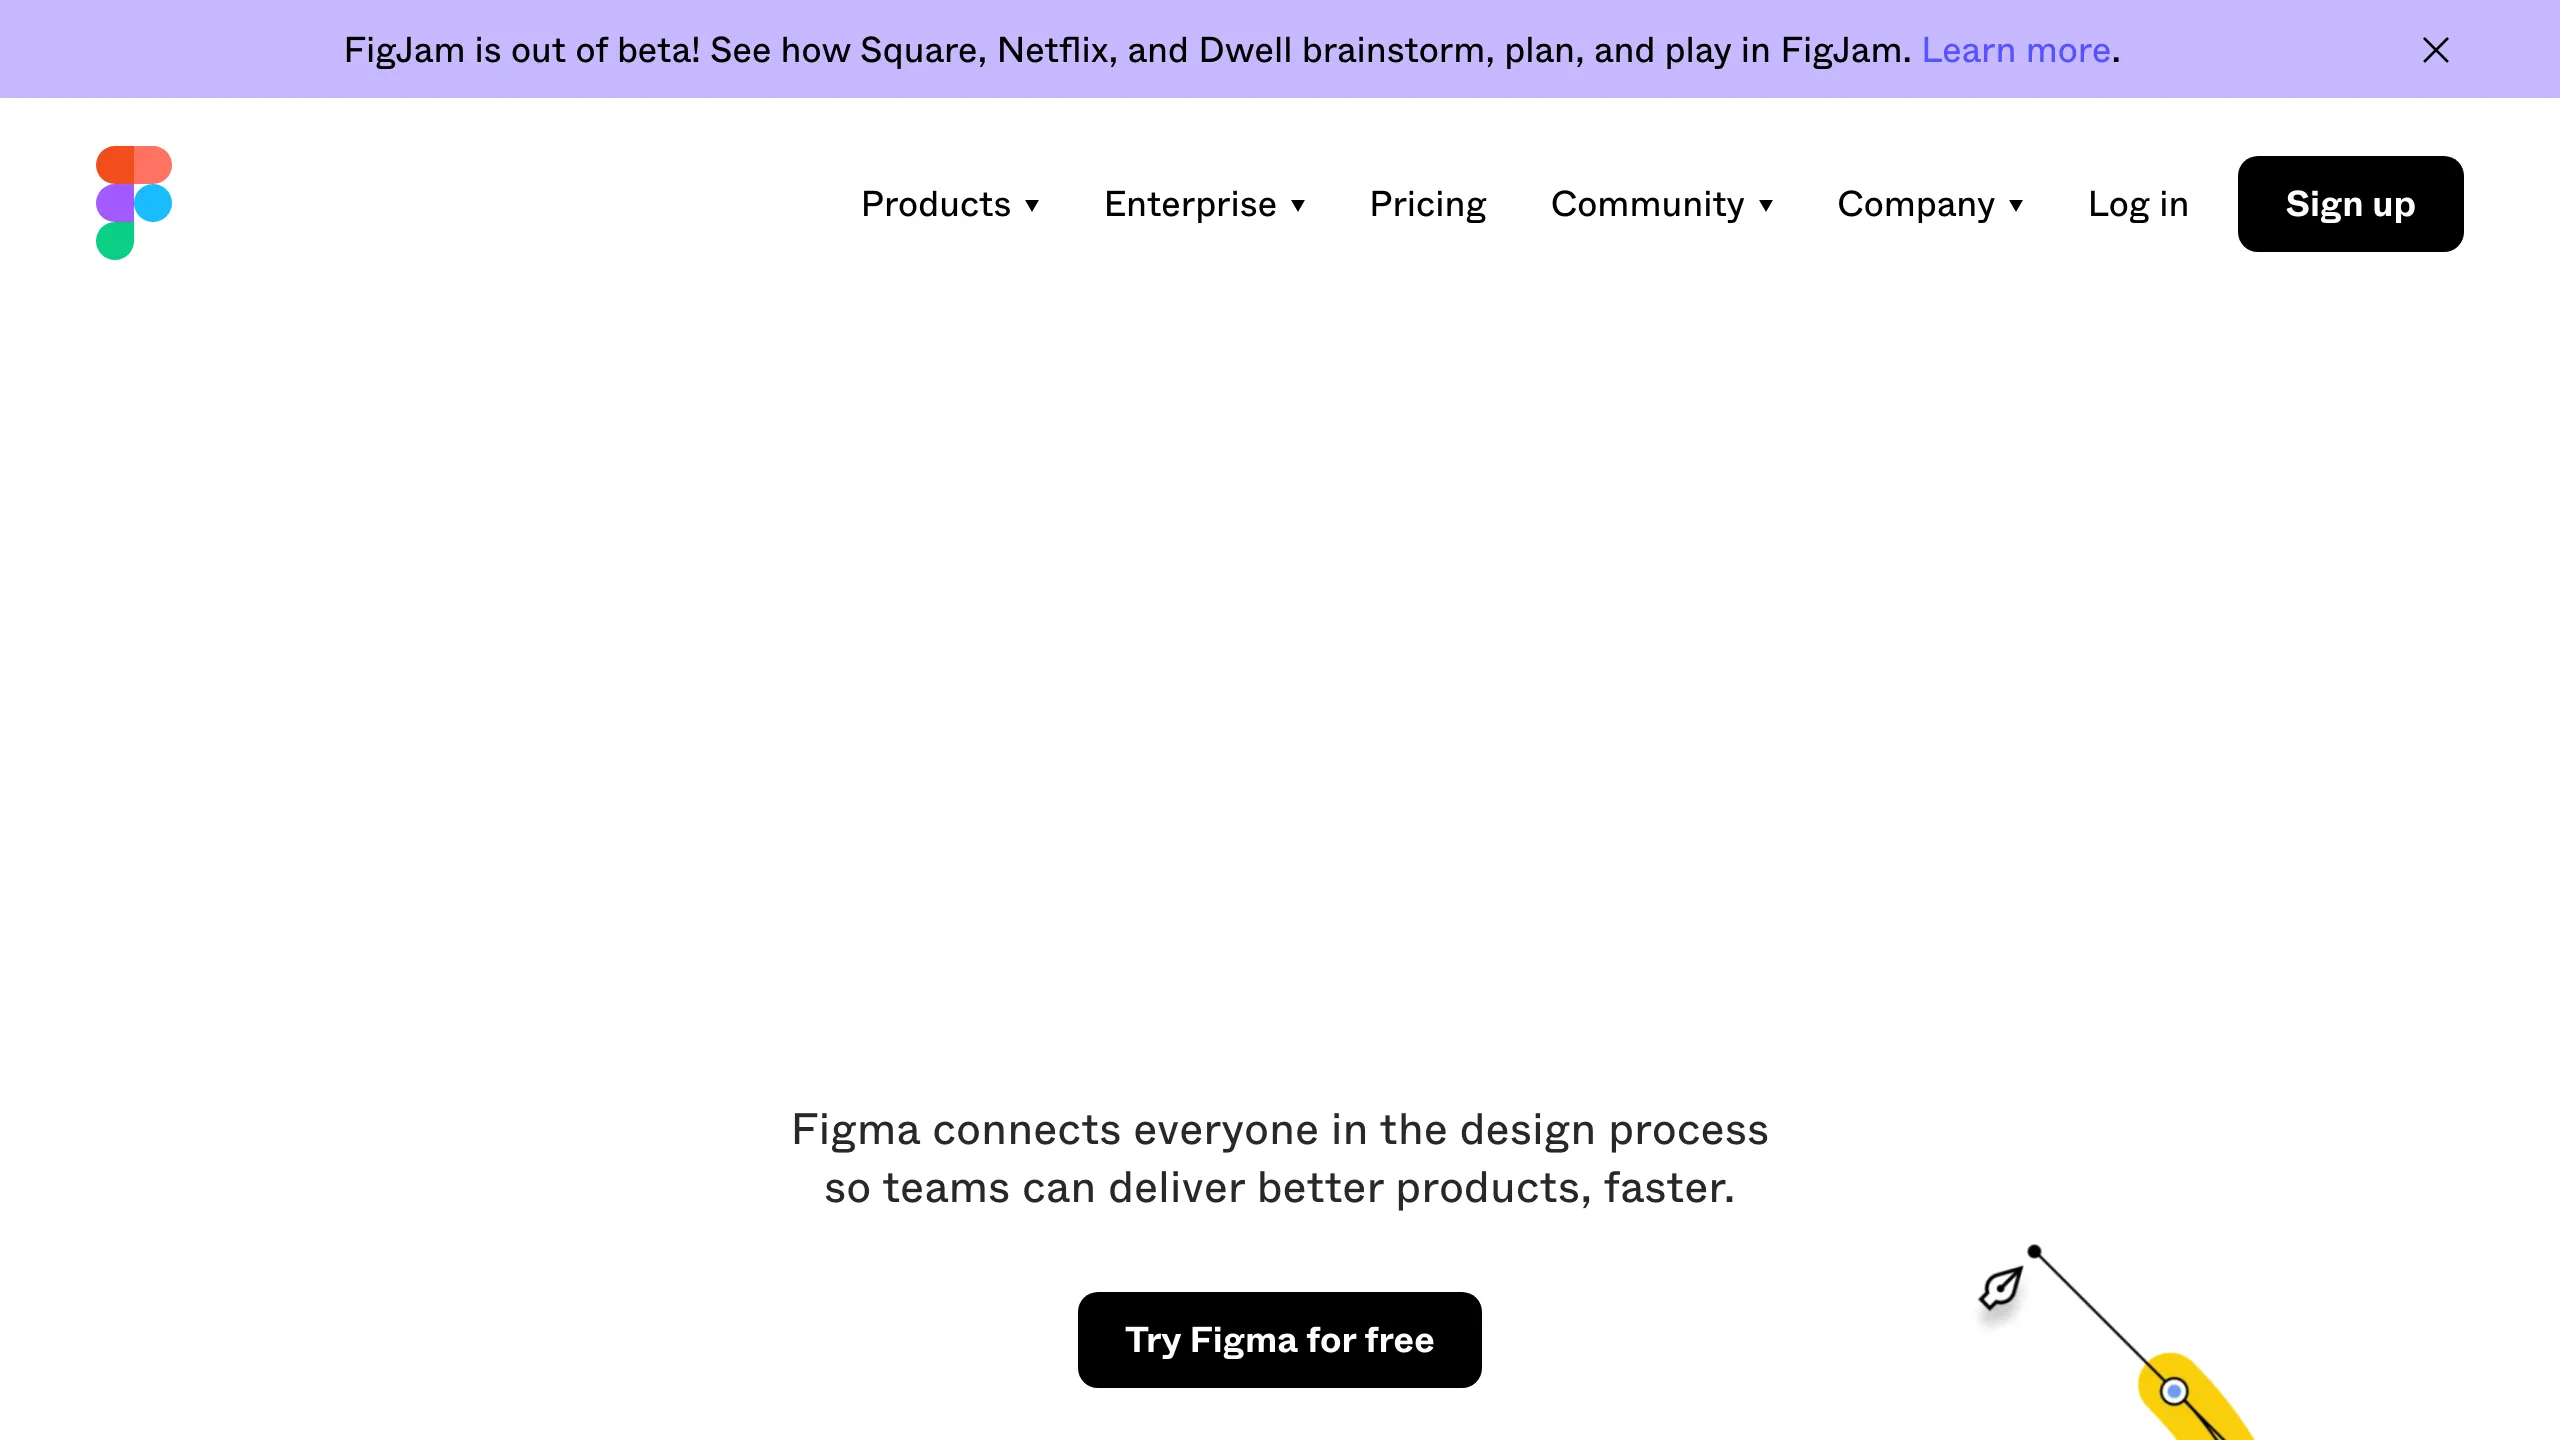 FigJam is out of beta! See how Square, Netflix, and Dwell brainstorm, plan, and play in FigJam. Learn more.
Products ▼ Enterprise ▼ Pricing Community ▼ Company ▼ Log in Sign up
Figma connects everyone in the design process
so teams can deliver better products, faster.
Try Figma for free